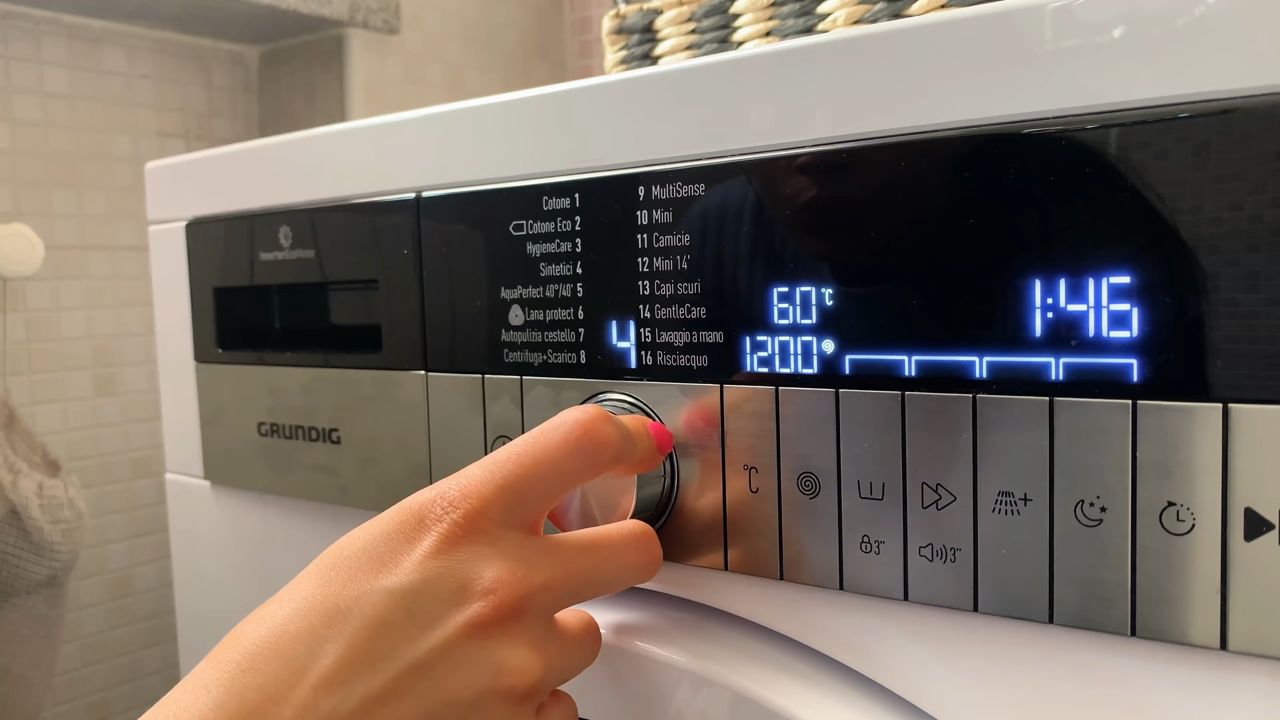 InverterEcoMotor
GRUNDIG
Cotone 1
Cotone Eco 2
HygieneCare 3
Sintetici 4
AquaPerfect 40°/40' 5
Lana protect 6
Autopulizia cestello 7
Centrifuga+Scarico 8
4
9 MultiSense
10 Mini
11 Camicie
12 Mini 14'
13 Capi scuri
14 GentleCare
15 Lavaggio a mano
16 Risciacquo
60°C
1200
1:46
°C
3"
3"